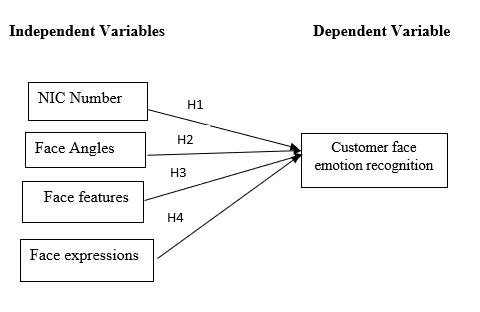 Independent Variables
Dependent Variable
NIC Number
H1
Face Angles
H2
Customer face
emotion recognition
H3
Face features
H4
Face expressions